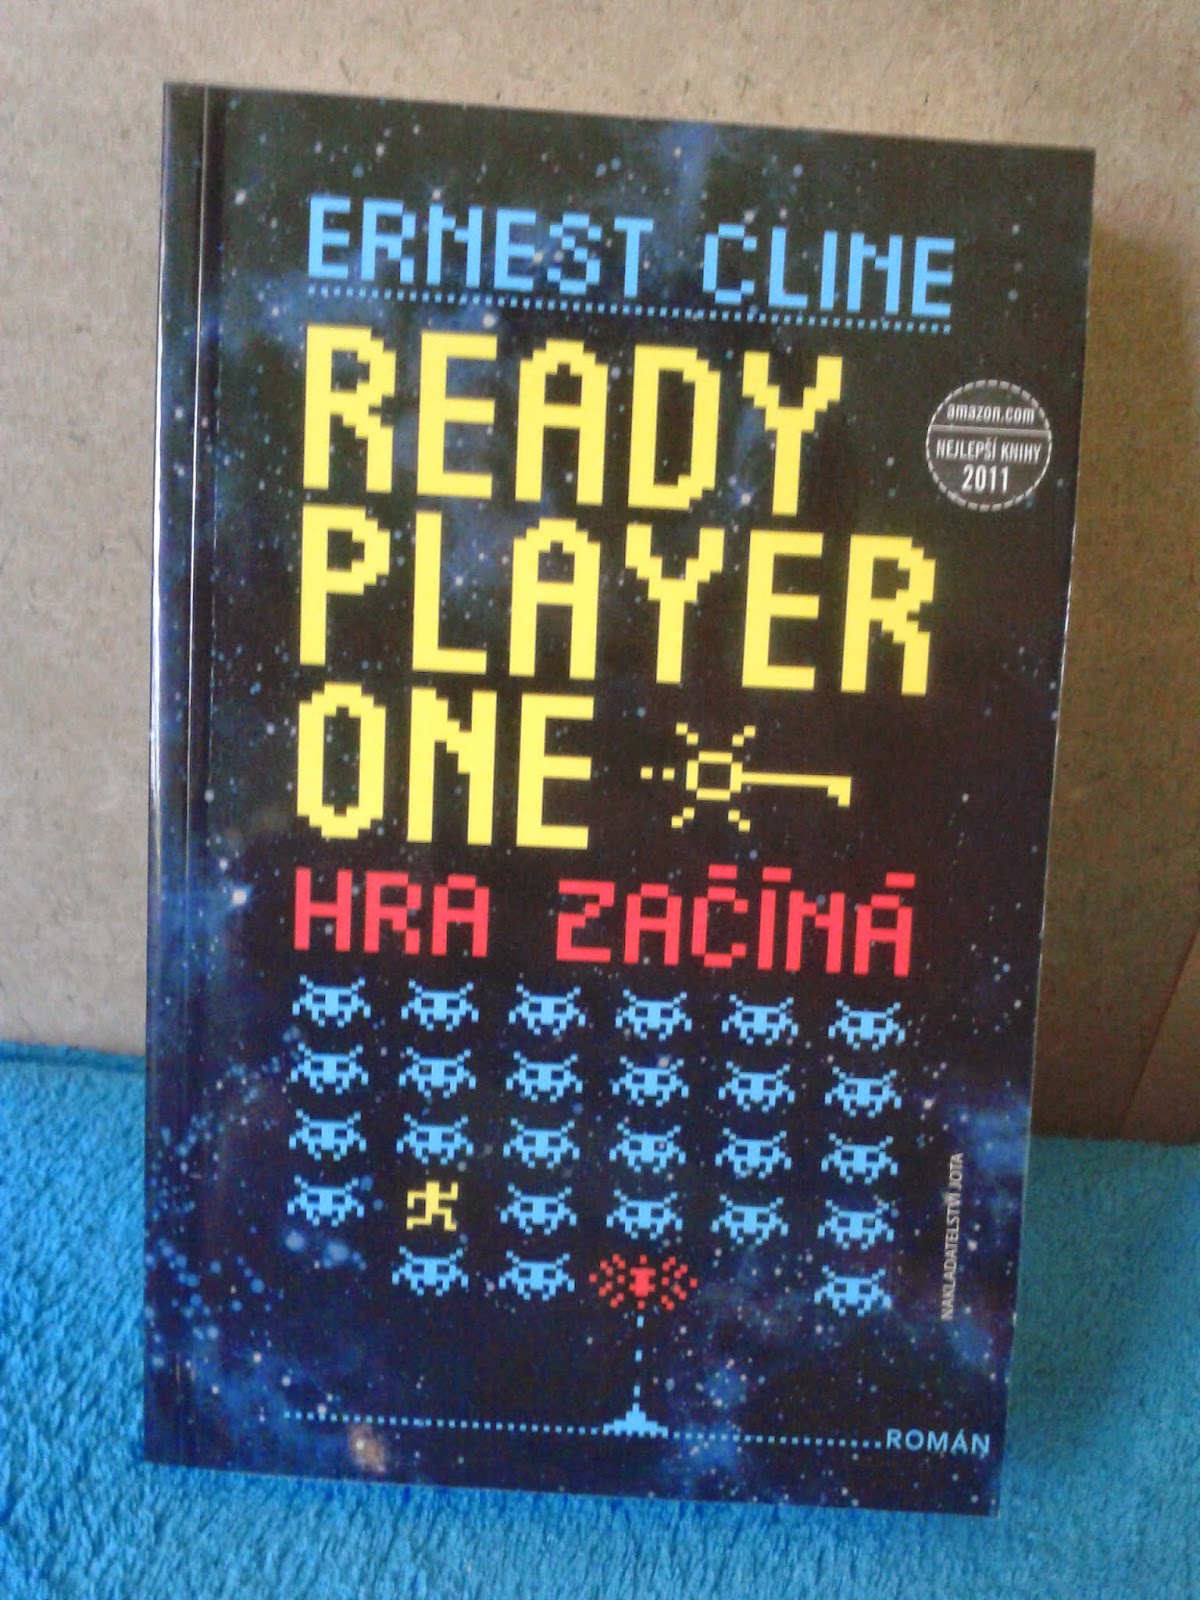 ERNEST CLINE
READY
PLAYER
ONE
HRA ZAČÍNÁ
amazon.com
NEJLEPŠÍ KNIHY
2011
NAKLADATELSTVÍ JOTA
ROMÁN